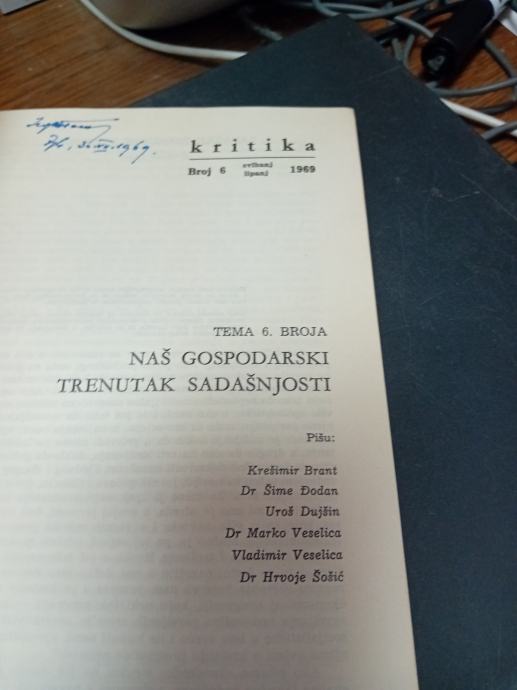 1969.
kritika
Broj 6 svibanj lipanj 1969
TEMA 6. BROJA
NAŠ GOSPODARSKI
TRENUTAK SADAŠNJOSTI
Pišu:
Krešimir Brant
Dr Šime Đodan
Uroš Dujšin
Dr Marko Veselica
Vladimir Veselica
Dr Hrvoje Šošić